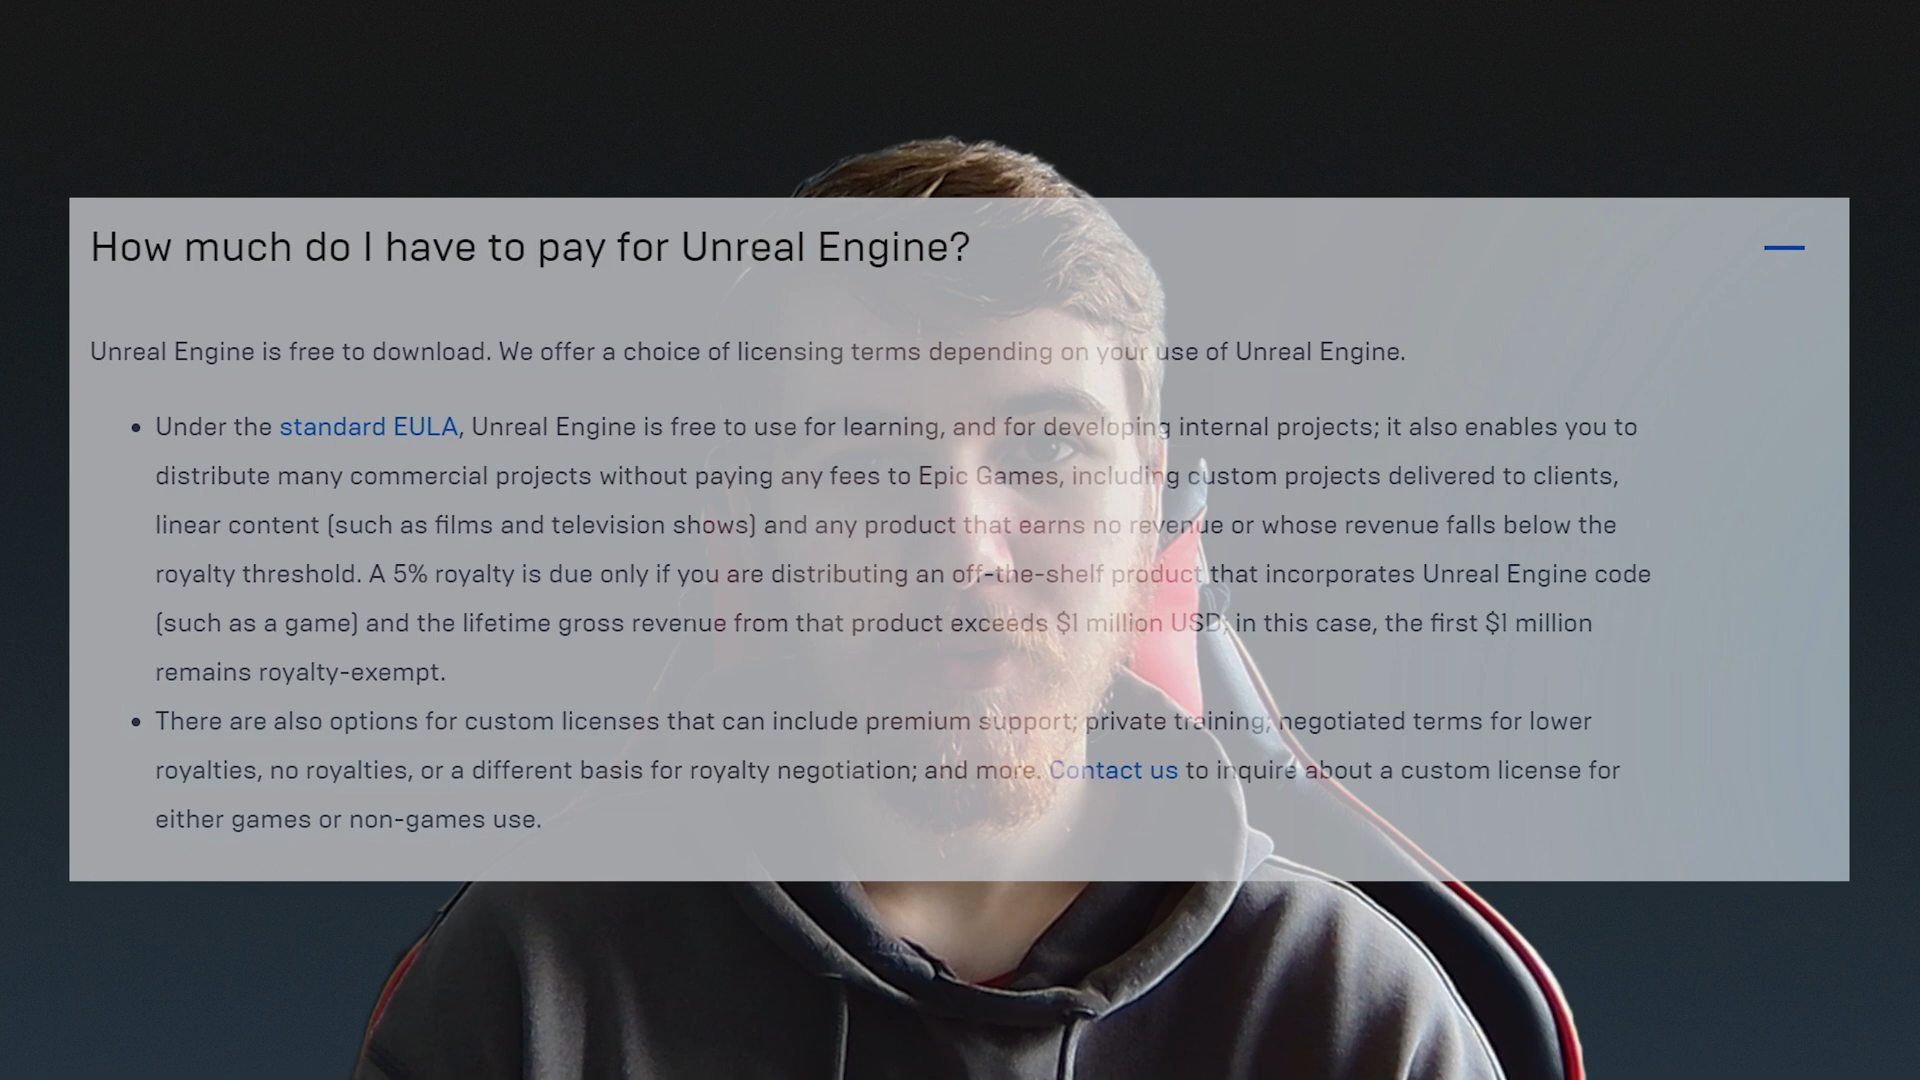 How much do I have to pay for Unreal Engine?
Unreal Engine is free to download. We offer a choice of licensing terms depending on your use of Unreal Engine.
• Under the standard EULA, Unreal Engine is free to use for learning, and for developing internal projects; it also enables you to
distribute many commercial projects without paying any fees to Epic Games, including custom projects delivered to clients,
linear content (such as films and television shows) and any product that earns no revenue or whose revenue falls below the
royalty threshold. A 5% royalty is due only if you are distributing an off-the-shelf product that incorporates Unreal Engine code
(such as a game) and the lifetime gross revenue from that product exceeds $1 million USD; in this case, the first $1 million
remains royalty-exempt.
• There are also options for custom licenses that can include premium support; private training; negotiated terms for lower
royalties, no royalties, or a different basis for royalty negotiation; and more. Contact us to inquire about a custom license for
either games or non-games use.